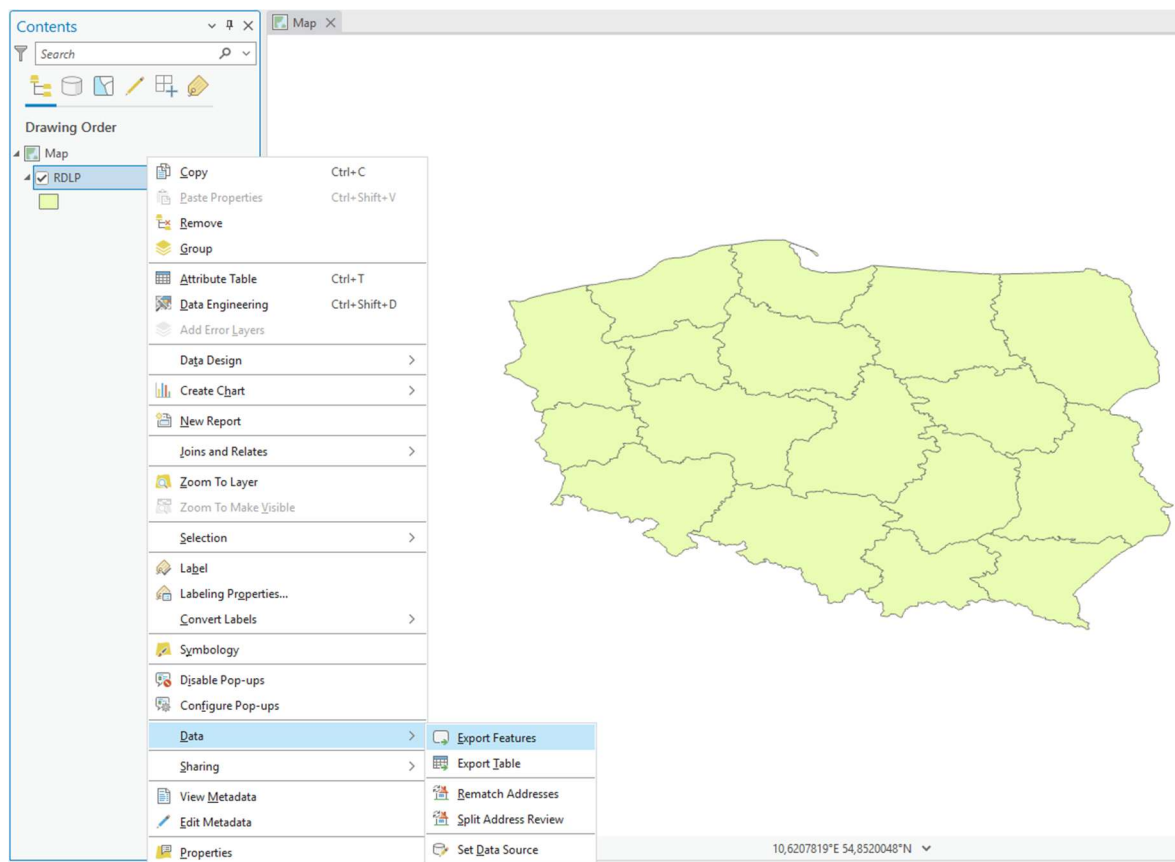 Contents
Map
Search
Drawing Order
Map
RDLP
Copy Ctrl+C
Paste Properties Ctrl+Shift+V
Remove
Group
Attribute Table Ctrl+T
Data Engineering Ctrl+Shift+D
Add Error Layers
Data Design
Create Chart
New Report
Joins and Relates
Zoom To Layer
Zoom To Make Visible
Selection
Label
Labeling Properties...
Convert Labels
Symbology
Disable Pop-ups
Configure Pop-ups
Data
Sharing
View Metadata
Edit Metadata
Properties
Export Features
Export Table
Rematch Addresses
Split Address Review
Set Data Source
10,6207819°E 54,8520048°N